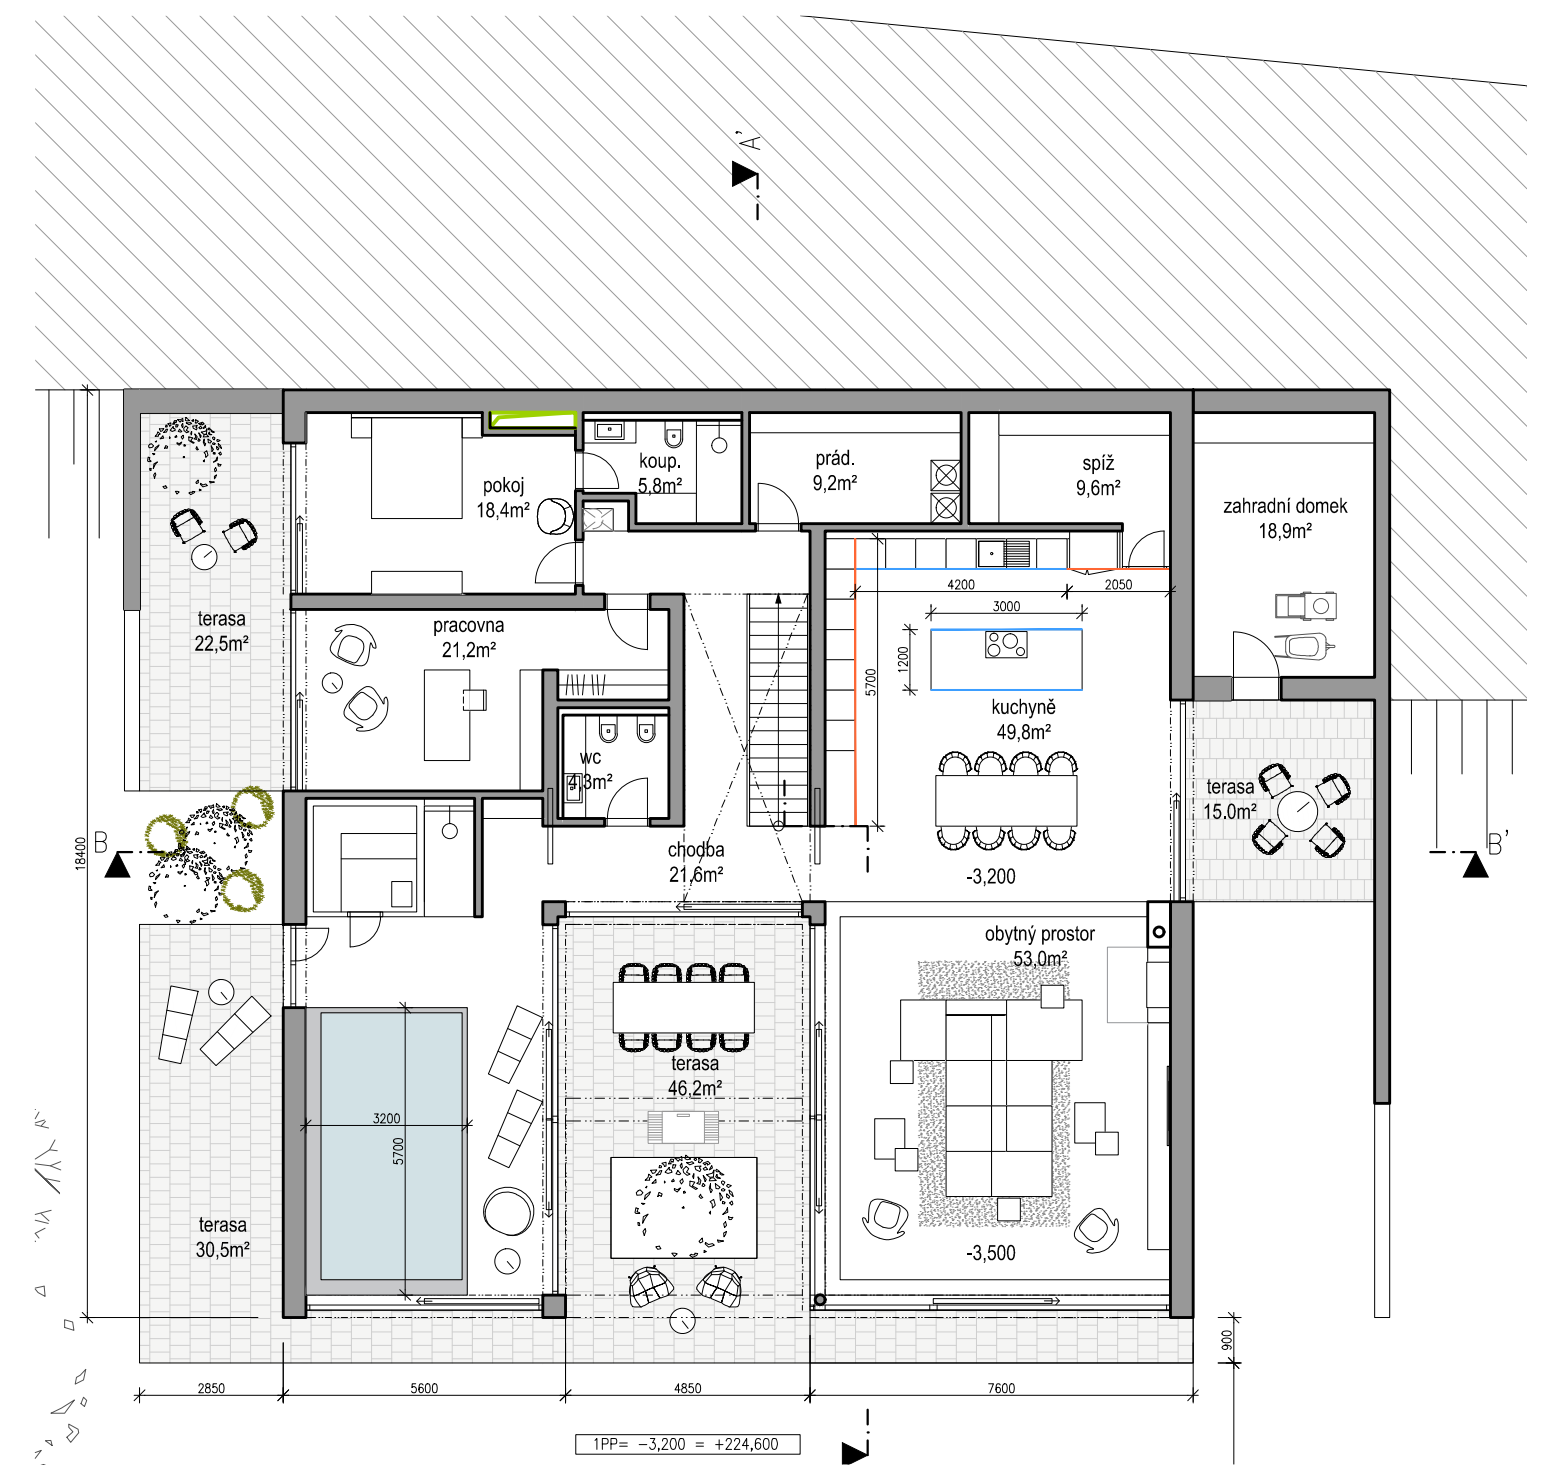 A'
koup.
5,8m²
prád.
9,2m²
spíž
9,6m²
pokoj
18,4m²
zahradní domek
18,9m²
4200
2050
3000
1200
5700
terasa
22,5m²
pracovna
21,2m²
kuchyně
49,8m²
wc
4,3m²
terasa
15.0m²
B
B'
18400
chodba
21,6m²
-3,200
obytný prostor
53,0m²
terasa
46,2m²
3200
5700
terasa
30,5m²
-3,500
900
2850
5600
4850
7600
1PP= -3,200 = +224,600